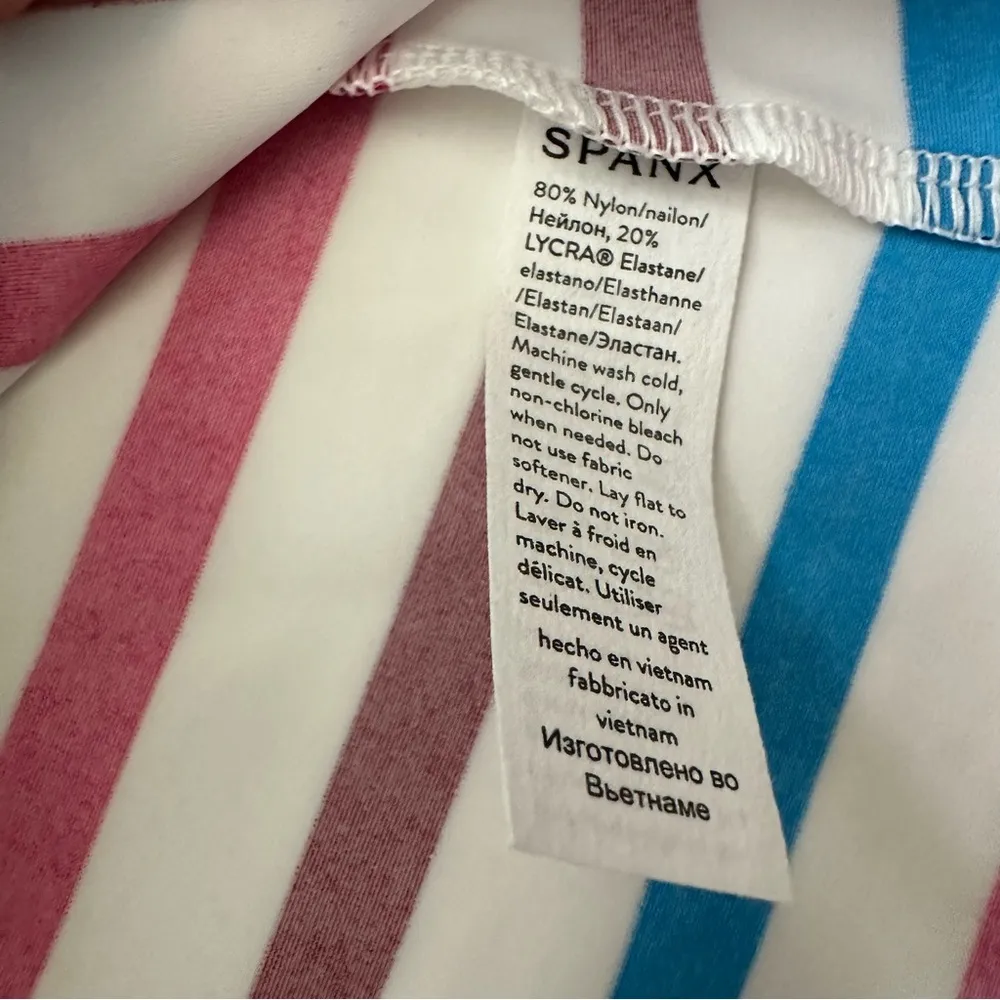 SPANX
80% Nylon/nailon/
Нейлон, 20%
LYCRA® Elastane/
elastano/Elasthanne
/Elastan/Elastaan/
Elastane/Эластан.
Machine wash cold,
gentle cycle. Only
non-chlorine bleach
when needed. Do
not use fabric
softener. Lay flat to
dry. Do not iron.
Laver à froid en
machine, cycle
délicat. Utiliser
seulement un agent
hecho en vietnam
fabbricato in
vietnam
Изготовлено во
Вьетнаме